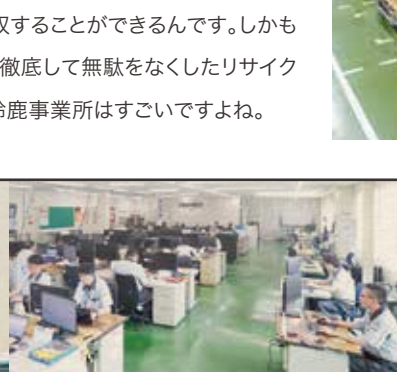 収することができるんです。しかも
徹底して無駄をなくしたリサイク
鈴鹿事業所はすごいですよね。